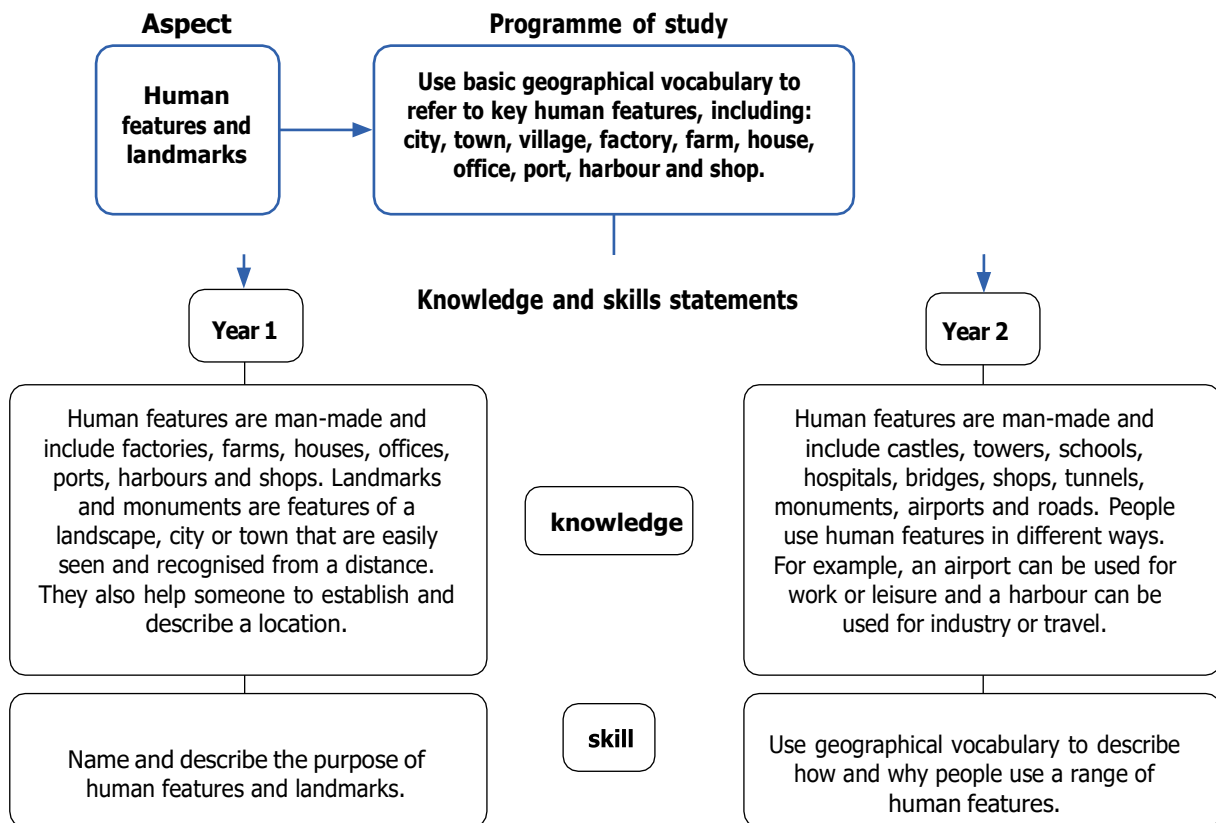 Aspect
Programme of study
Human
features and
landmarks
Use basic geographical vocabulary to
refer to key human features, including:
city, town, village, factory, farm, house,
office, port, harbour and shop.
Knowledge and skills statements
Year 1
Year 2
Human features are man-made and
include factories, farms, houses, offices,
ports, harbours and shops. Landmarks
and monuments are features of a
landscape, city or town that are easily
seen and recognised from a distance.
They also help someone to establish and
describe a location.
knowledge
Human features are man-made and
include castles, towers, schools,
hospitals, bridges, shops, tunnels,
monuments, airports and roads. People
use human features in different ways.
For example, an airport can be used for
work or leisure and a harbour can be
used for industry or travel.
Name and describe the purpose of
human features and landmarks.
skill
Use geographical vocabulary to describe
how and why people use a range of
human features.